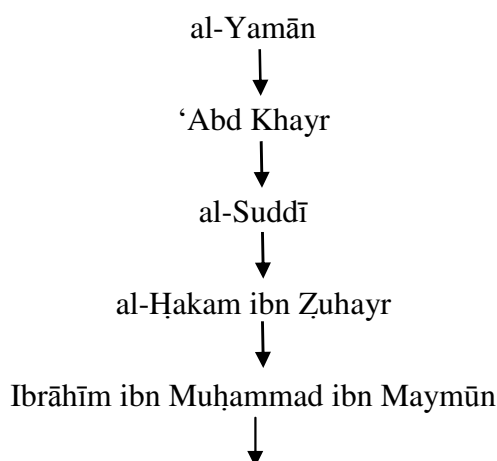 al-Yamān
‘Abd Khayr
al-Suddī
al-Ḥakam ibn Ẓuhayr
Ibrāhīm ibn Muḥammad ibn Maymūn